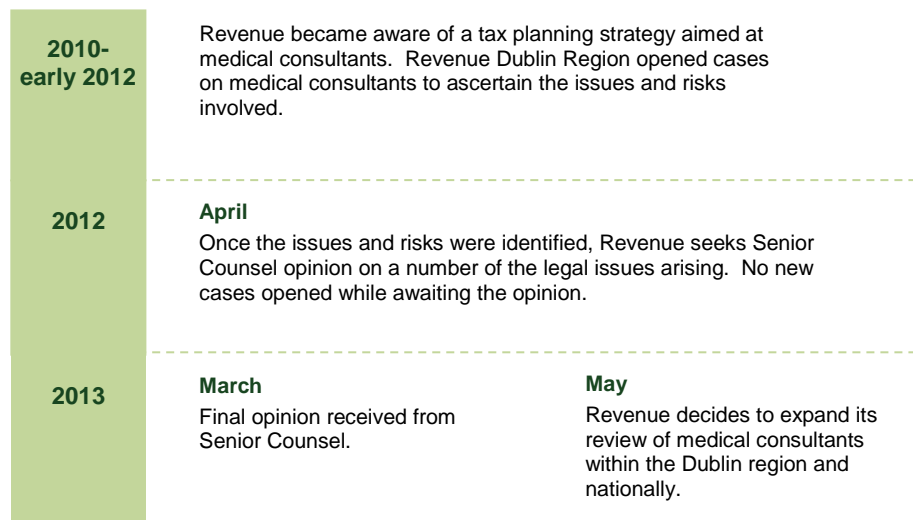 2010-
early 2012
Revenue became aware of a tax planning strategy aimed at
medical consultants.  Revenue Dublin Region opened cases
on medical consultants to ascertain the issues and risks
involved.
2012
April
Once the issues and risks were identified, Revenue seeks Senior
Counsel opinion on a number of the legal issues arising.  No new
cases opened while awaiting the opinion.
2013
March
Final opinion received from
Senior Counsel.
May
Revenue decides to expand its
review of medical consultants
within the Dublin region and
nationally.